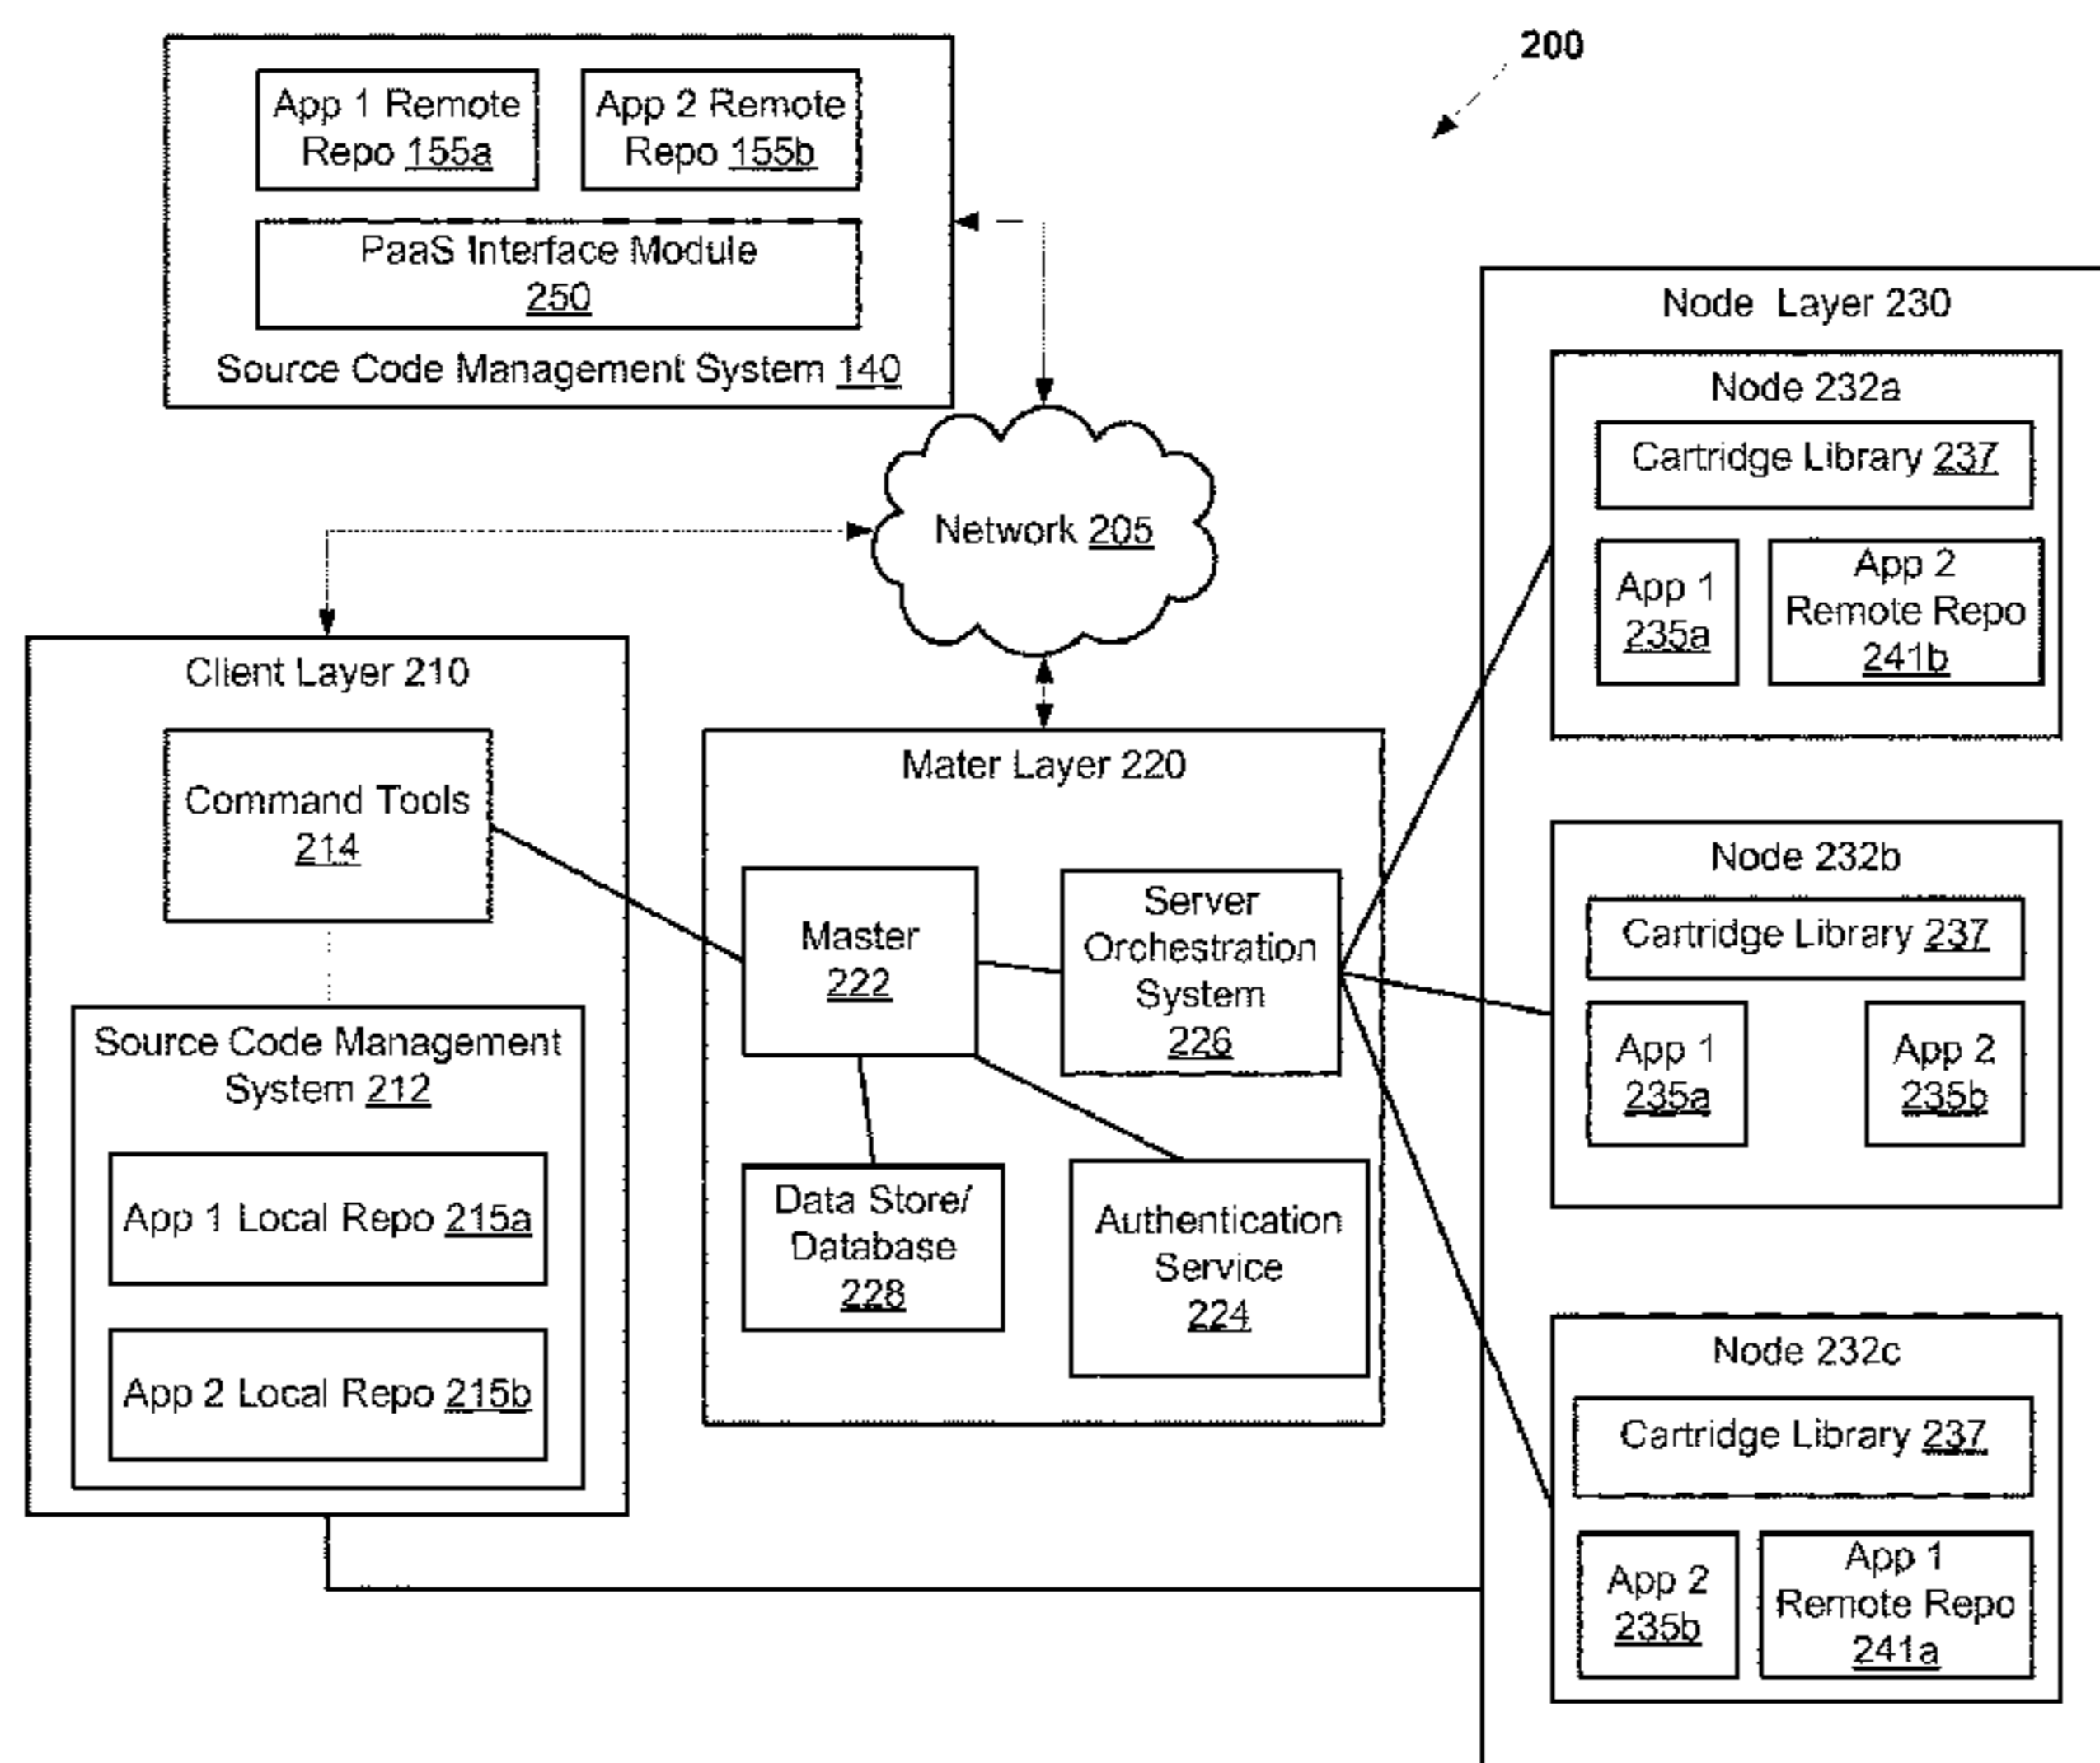 200
App 1 Remote
Repo 155a
App 2 Remote
Repo 155b
PaaS Interface Module
250
Source Code Management System 140
Network 205
Client Layer 210
Command Tools
214
Source Code Management
System 212
App 1 Local Repo 215a
App 2 Local Repo 215b
Mater Layer 220
Master
222
Server
Orchestration
System
226
Data Store/
Database
228
Authentication
Service
224
Node Layer 230
Node 232a
Cartridge Library 237
App 1
235a
App 2
Remote Repo
241b
Node 232b
Cartridge Library 237
App 1
235a
App 2
235b
Node 232c
Cartridge Library 237
App 2
235b
App 1
Remote Repo
241a